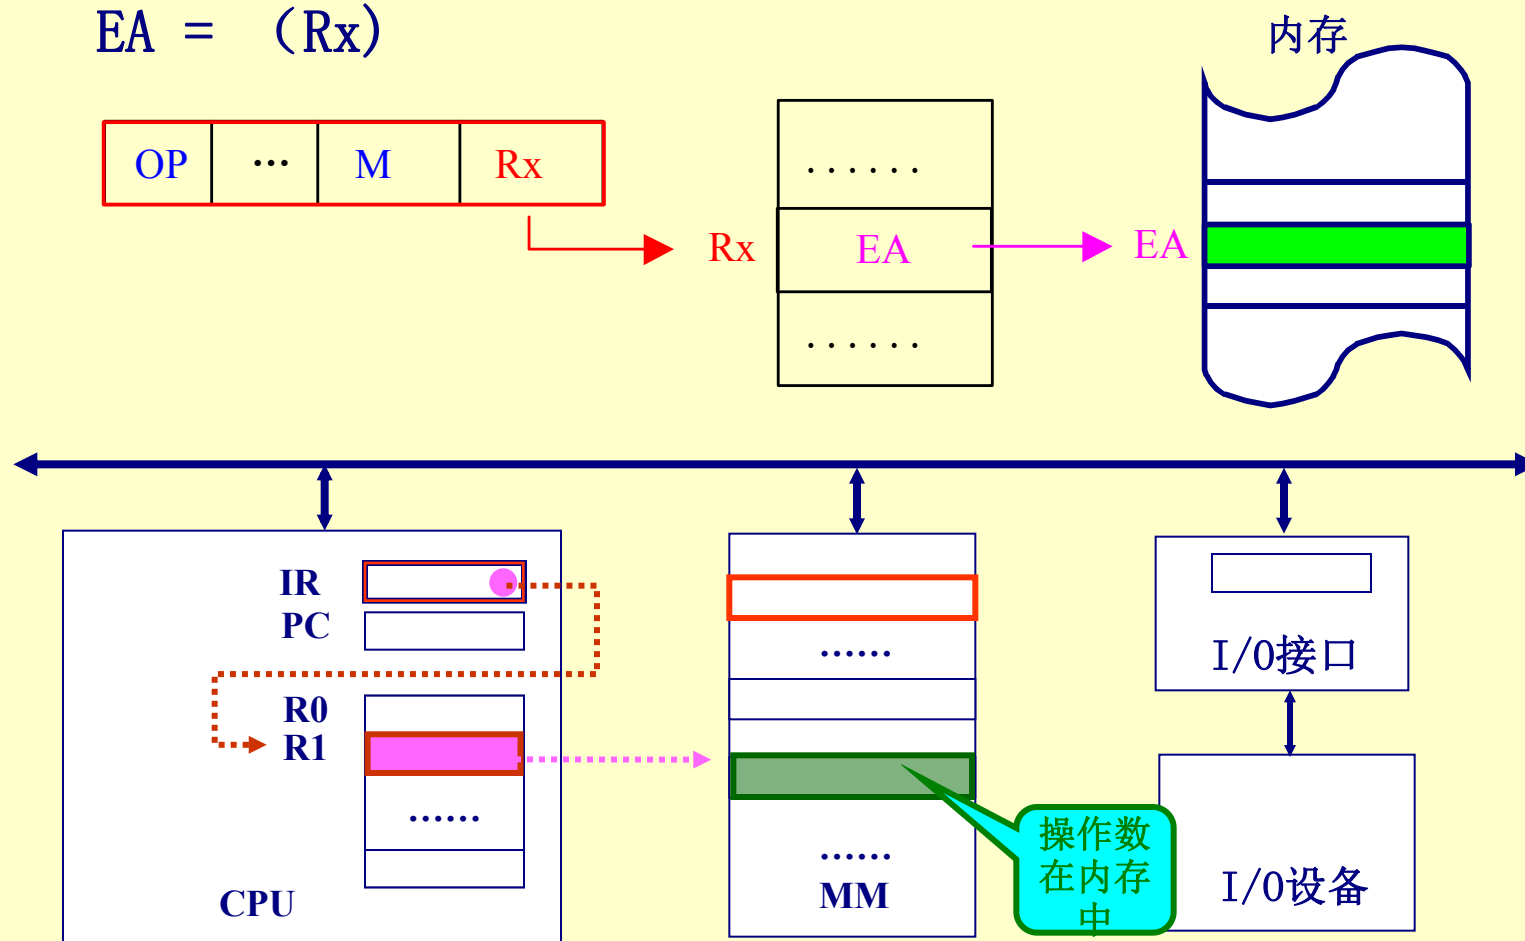 EA = （Rx)
内存
OP … M Rx
......
Rx EA EA
......
IR
PC
R0
R1
......
CPU
......
......
MM
操作数
在内存
中
I/O接口
I/O设备